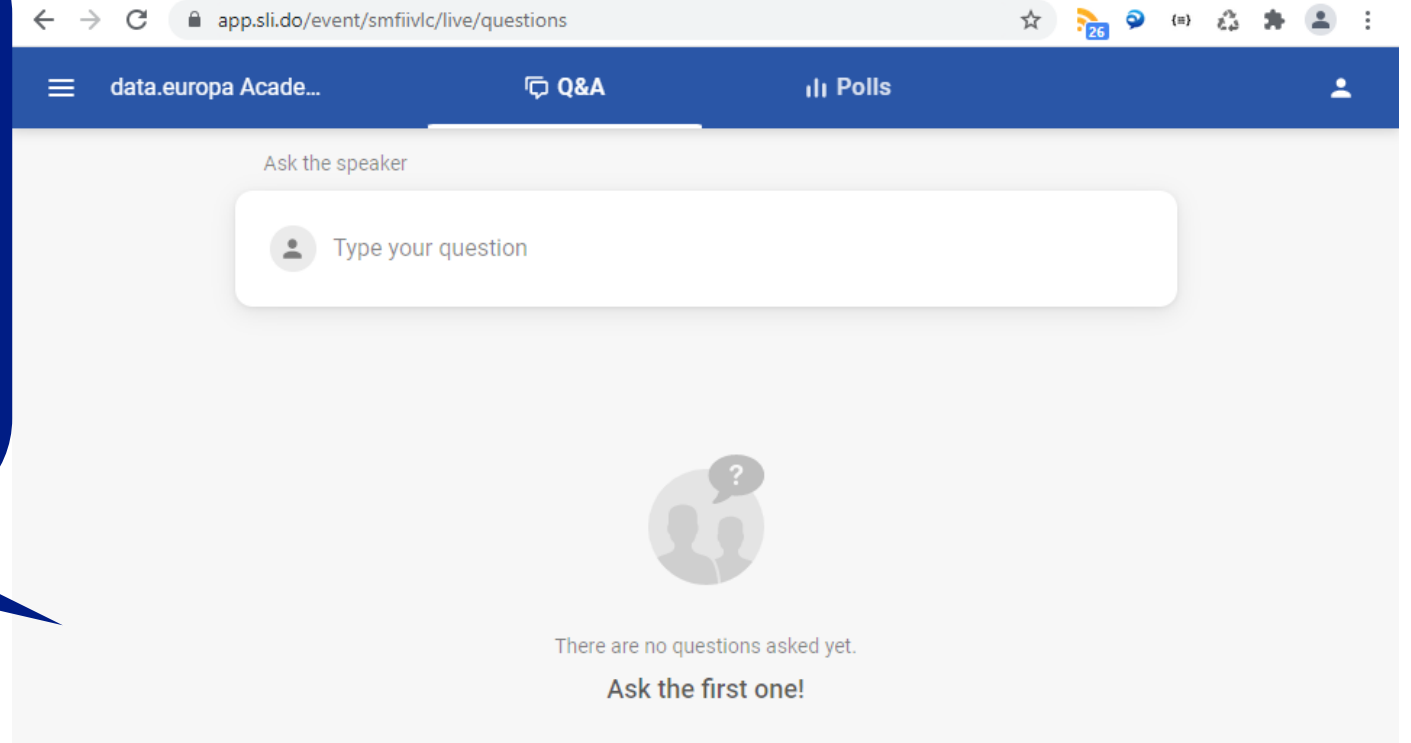 app.sli.do/event/smfiivlc/live/questions
26
data.europa Acade...
Q&A
Polls
Ask the speaker
Type your question
?
There are no questions asked yet.
Ask the first one!